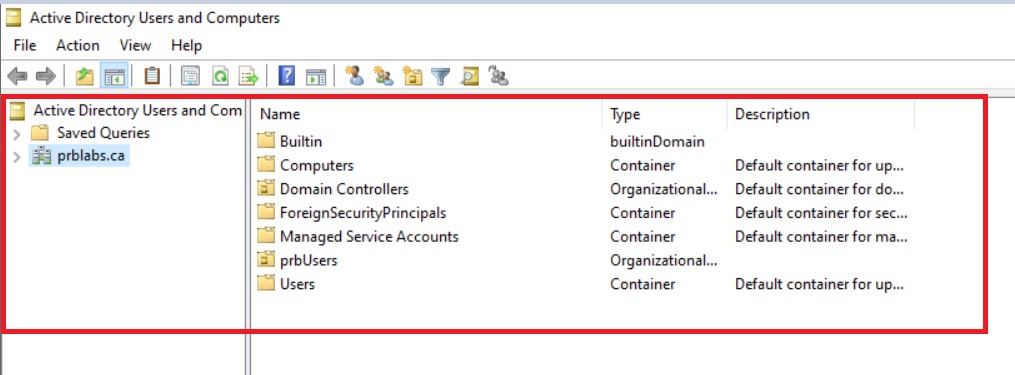 Active Directory Users and Computers
File Action View Help
Active Directory Users and Com
Saved Queries
prblabs.ca
Name Type Description
Builtin builtinDomain
Computers Container Default container for up...
Domain Controllers Organizational... Default container for do...
ForeignSecurityPrincipals Container Default container for sec...
Managed Service Accounts Container Default container for ma...
prbUsers Organizational...
Users Container Default container for up...